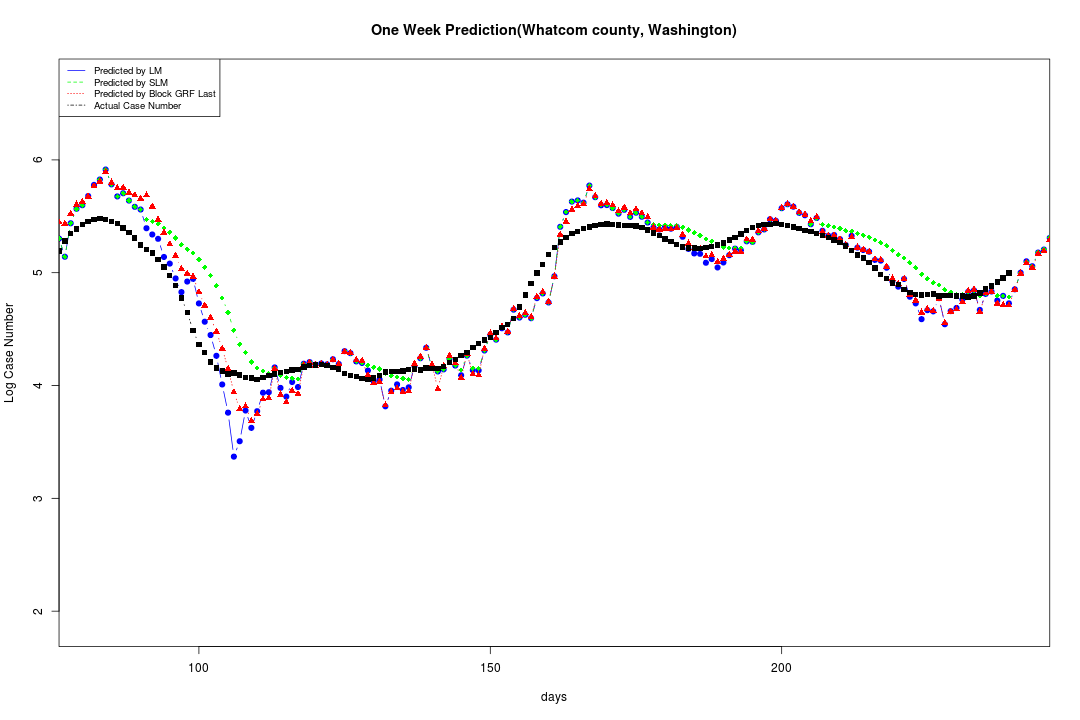 One Week Prediction(Whatcom county, Washington)
Predicted by LM
Predicted by SLM
Predicted by Block GRF Last
Actual Case Number
6
5
4
3
2
Log Case Number
100
150
200
days